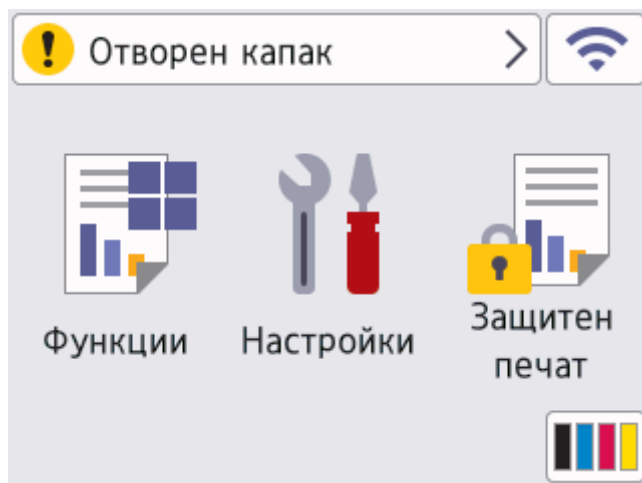 Отворен капак
Функции
Настройки
Защитен
печат